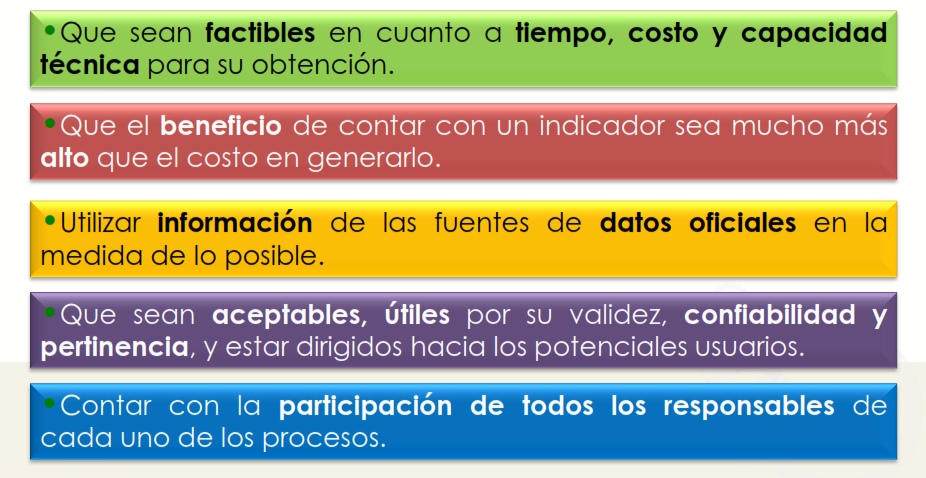 •Que sean factibles en cuanto a tiempo, costo y capacidad
técnica para su obtención.
•Que el beneficio de contar con un indicador sea mucho más
alto que el costo en generarlo.
•Utilizar información de las fuentes de datos oficiales en la
medida de lo posible.
•Que sean aceptables, útiles por su validez, confiabilidad y
pertinencia, y estar dirigidos hacia los potenciales usuarios.
•Contar con la participación de todos los responsables de
cada uno de los procesos.